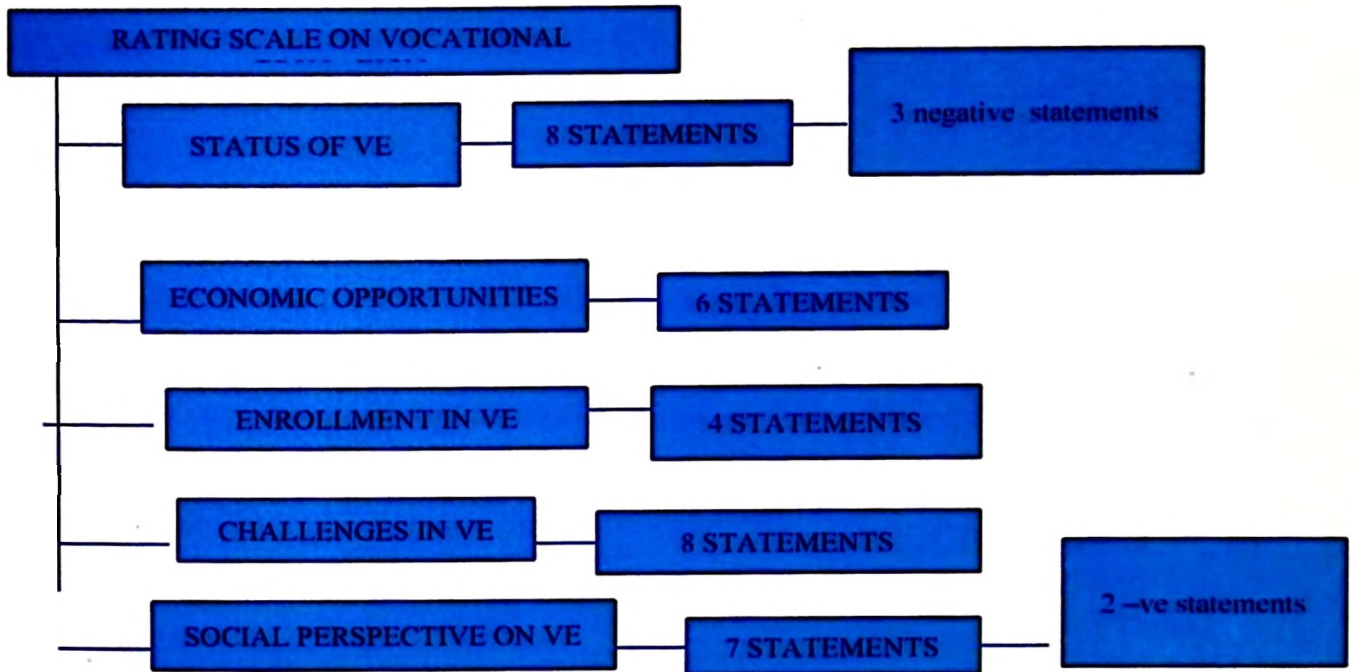 RATING SCALE ON VOCATIONAL
STATUS OF VE
8 STATEMENTS
3 negative statements
ECONOMIC OPPORTUNITIES
6 STATEMENTS
ENROLLMENT IN VE
4 STATEMENTS
CHALLENGES IN VE
8 STATEMENTS
SOCIAL PERSPECTIVE ON VE
7 STATEMENTS
2 –ve statements